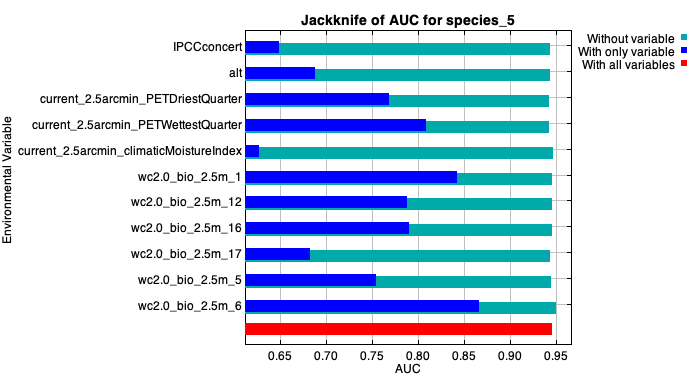 Jackknife of AUC for species_5
Without variable
With only variable
With all variables
Environmental Variable
IPCCconcert
alt
current_2.5arcmin_PETDriestQuarter
current_2.5arcmin_PETWettestQuarter
current_2.5arcmin_climaticMoistureIndex
wc2.0_bio_2.5m_1
wc2.0_bio_2.5m_12
wc2.0_bio_2.5m_16
wc2.0_bio_2.5m_17
wc2.0_bio_2.5m_5
wc2.0_bio_2.5m_6
0.65 0.70 0.75 0.80 0.85 0.90 0.95
AUC